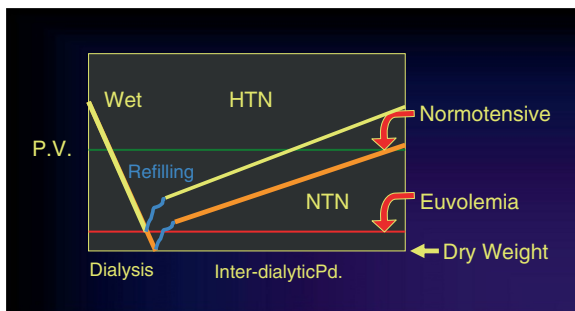 Wet
HTN
Normotensive
P.V.
Refilling
NTN
Euvolemia
Dry Weight
Dialysis
Inter-dialyticPd.